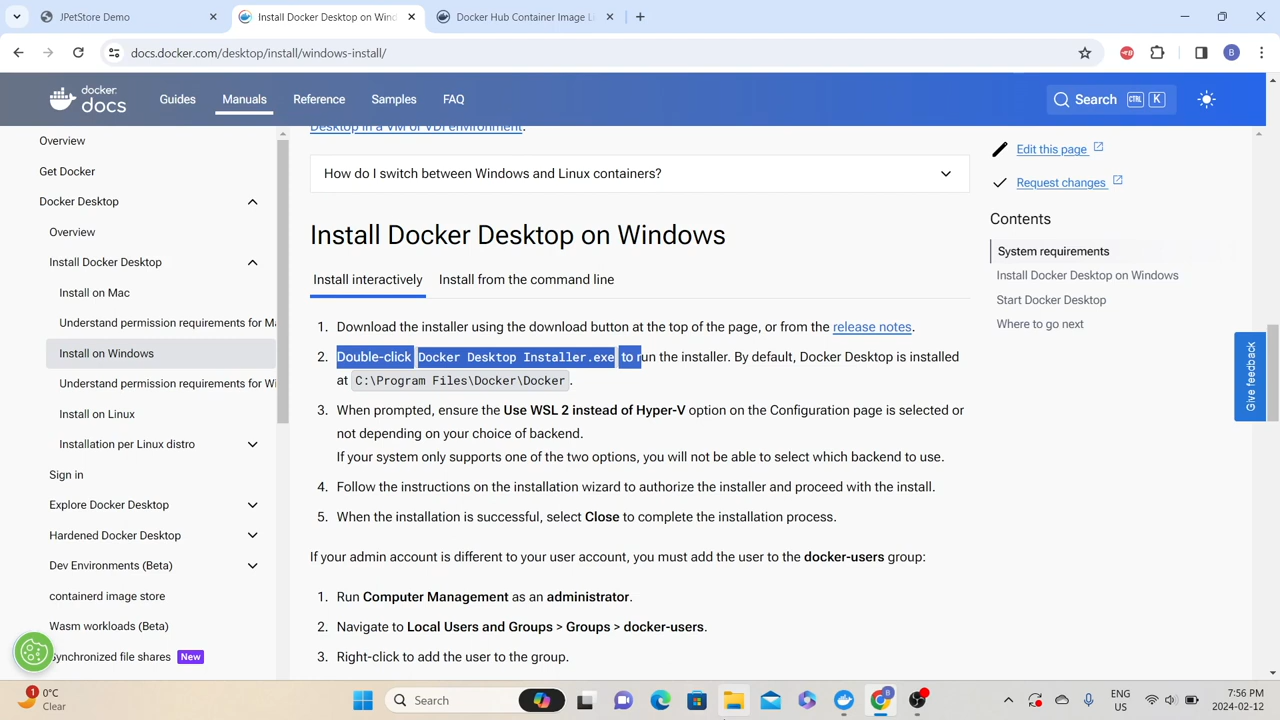 JPetStore Demo
Install Docker Desktop on Wind
Docker Hub Container Image Li
docs.docker.com/desktop/install/windows-install/
B
docker.
docs
Guides
Manuals
Reference
Samples
FAQ
Search
CTRL
K
Overview
Get Docker
Docker Desktop
Overview
Install Docker Desktop
Install on Mac
Understand permission requirements for Ma
Install on Windows
Understand permission requirements for Wi
Install on Linux
Installation per Linux distro
Sign in
Explore Docker Desktop
Hardened Docker Desktop
Dev Environments (Beta)
containerd image store
Wasm workloads (Beta)
ynchronized file shares
New
Desktop in a VM or VDI environment.
How do I switch between Windows and Linux containers?
Install Docker Desktop on Windows
Install interactively
Install from the command line
1. Download the installer using the download button at the top of the page, or from the release notes.
2. Double-click Docker Desktop Installer.exe to run the installer. By default, Docker Desktop is installed
at C:\Program Files\Docker\Docker.
3. When prompted, ensure the Use WSL 2 instead of Hyper-V option on the Configuration page is selected or
not depending on your choice of backend.
If your system only supports one of the two options, you will not be able to select which backend to use.
4. Follow the instructions on the installation wizard to authorize the installer and proceed with the install.
5. When the installation is successful, select Close to complete the installation process.
If your admin account is different to your user account, you must add the user to the docker-users group:
1. Run Computer Management as an administrator.
2. Navigate to Local Users and Groups > Groups > docker-users.
3. Right-click to add the user to the group.
Edit this page
Request changes
Contents
System requirements
Install Docker Desktop on Windows
Start Docker Desktop
Where to go next
Give feedback
1
0°C
Clear
Search
B
ENG
US
7:56 PM
2024-02-12